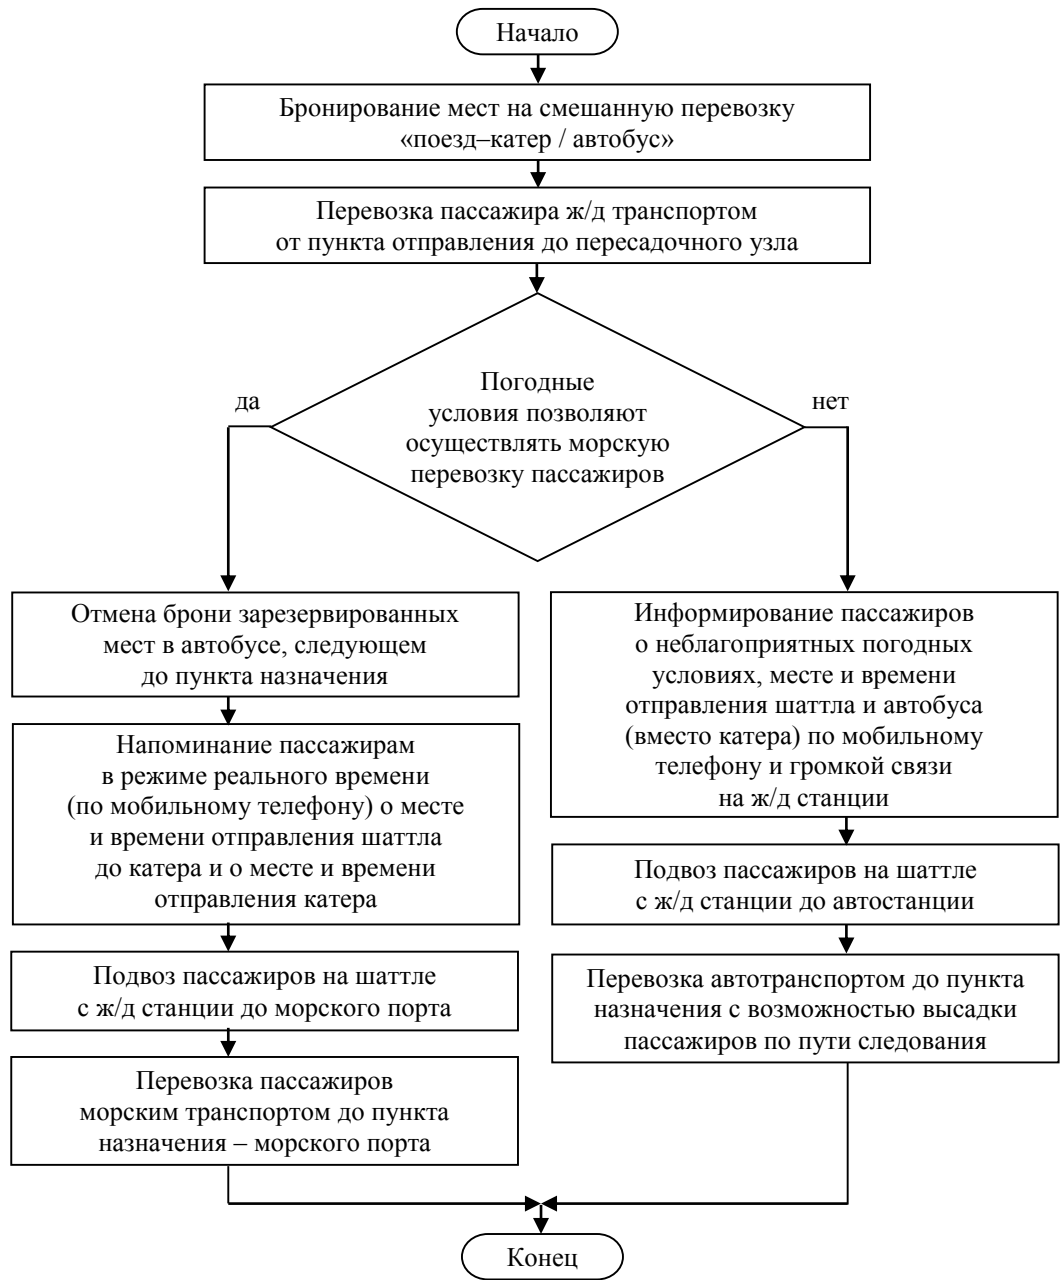 Начало
Бронирование мест на смешанную перевозку
«поезд–катер / автобус»
Перевозка пассажира ж/д транспортом
от пункта отправления до пересадочного узла
Погодные
условия позволяют
осуществлять морскую
перевозку пассажиров
да
нет
Отмена брони зарезервированных
мест в автобусе, следующем
до пункта назначения
Напоминание пассажирам
в режиме реального времени
(по мобильному телефону) о месте
и времени отправления шаттла
до катера и о месте и времени
отправления катера
Подвоз пассажиров на шаттле
с ж/д станции до морского порта
Перевозка пассажиров
морским транспортом до пункта
назначения – морского порта
Информирование пассажиров
о неблагоприятных погодных
условиях, месте и времени
отправления шаттла и автобуса
(вместо катера) по мобильному
телефону и громкой связи
на ж/д станции
Подвоз пассажиров на шаттле
с ж/д станции до автостанции
Перевозка автотранспортом до пункта
назначения с возможностью высадки
пассажиров по пути следования
Конец